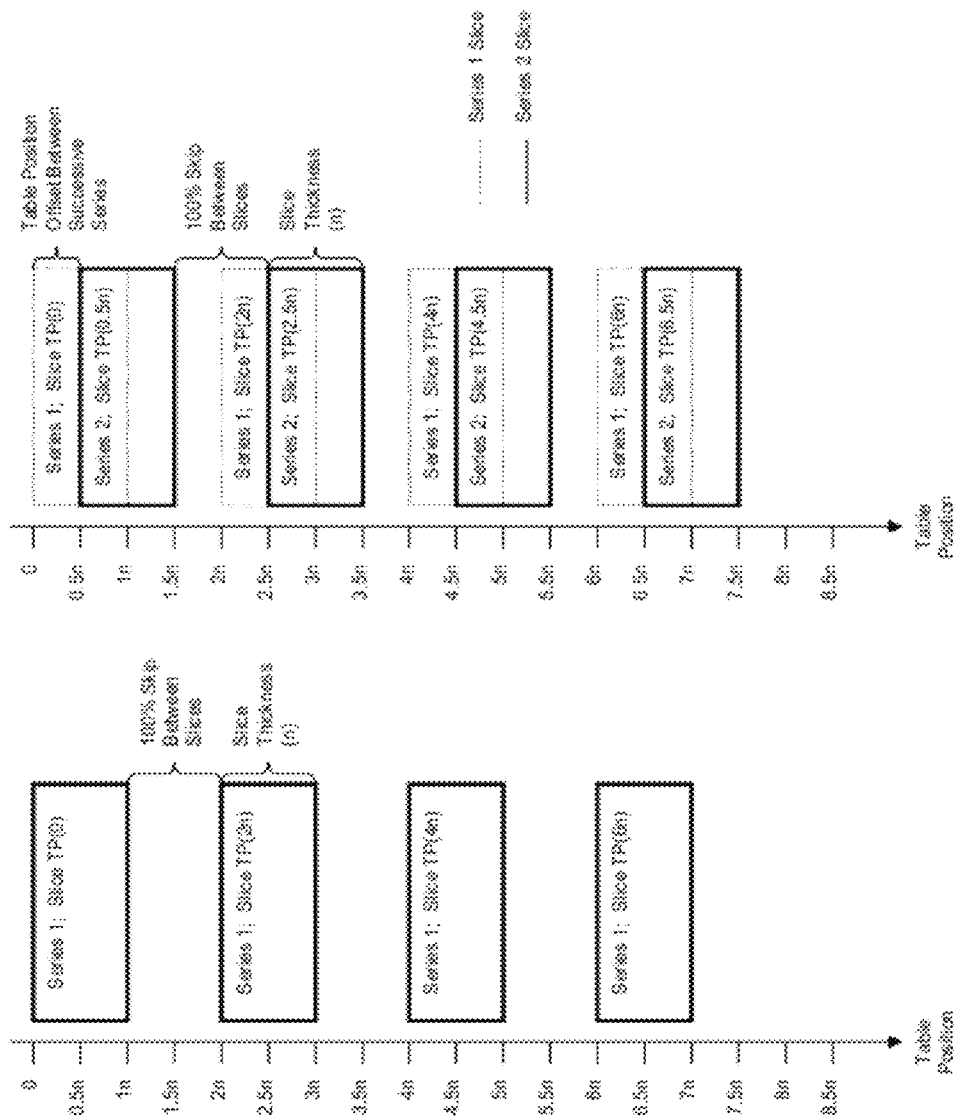 0
0.5n
1n
1.5n
2n
2.5n
3n
3.5n
4n
4.5n
5n
5.5n
6n
6.5n
7n
7.5n
8n
8.5n
Table
Position
Series 1; Slice TP(0)
100% Skip
Between
Slices
Series 1; Slice TP(2n)
Slice
Thickness
(n)
Series 1; Slice TP(4n)
Series 1; Slice TP(6n)
0
0.5n
1n
1.5n
2n
2.5n
3n
3.5n
4n
4.5n
5n
5.5n
6n
6.5n
7n
7.5n
8n
8.5n
Table
Position
Series 1; Slice TP(0)
Series 2; Slice TP(0.5n)
Table Position
Offset Between
Successive
Series
100% Skip
Between
Slices
Series 1; Slice TP(2n)
Series 2; Slice TP(2.5n)
Slice
Thickness
(n)
Series 1; Slice TP(4n)
Series 2; Slice TP(4.5n)
Series 1; Slice TP(6n)
Series 2; Slice TP(6.5n)
Series 1 Slice
Series 2 Slice